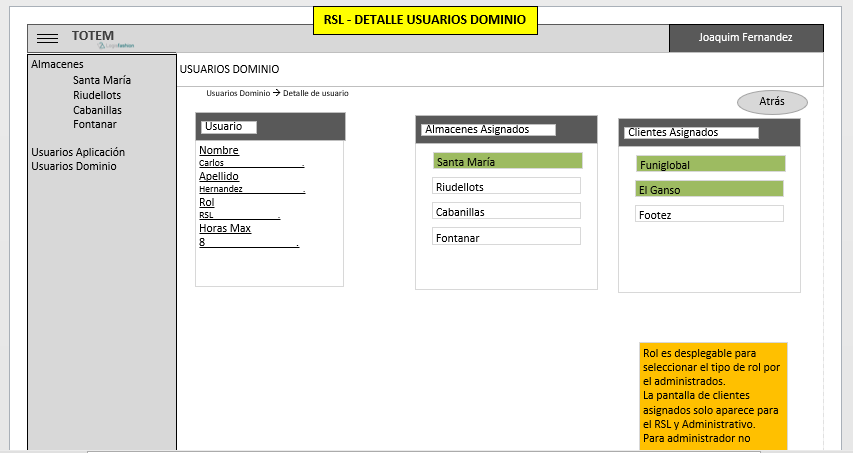 RSL - DETALLE USUARIOS DOMINIO
TOTEM
Joaquim Fernandez
Almacenes
Santa María
Riudellots
Cabanillas
Fontanar
Usuarios Aplicación
Usuarios Dominio
USUARIOS DOMINIO
Usuarios Dominio → Detalle de usuario
Atrás
Usuario
Nombre
Carlos .
Apellido
Hernandez .
Rol
RSL .
Horas Max
8 .
Almacenes Asignados
Santa María
Riudellots
Cabanillas
Fontanar
Clientes Asignados
Funiglobal
El Ganso
Footez
Rol es desplegable para
seleccionar el tipo de rol por
el administrados.
La pantalla de clientes
asignados solo aparece para
el RSL y Administrativo.
Para administrador no